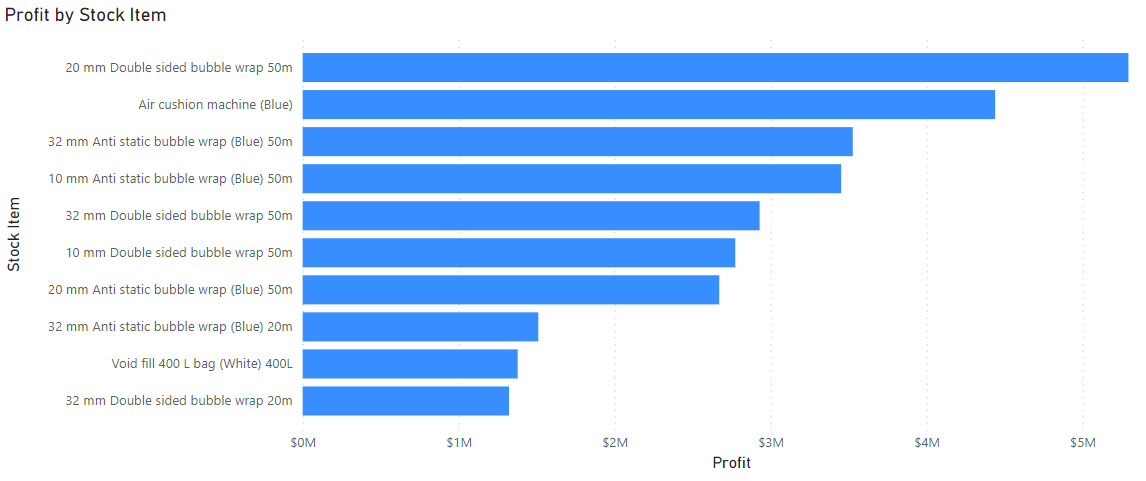 Profit by Stock Item
Stock Item
20 mm Double sided bubble wrap 50m
Air cushion machine (Blue)
32 mm Anti static bubble wrap (Blue) 50m
10 mm Anti static bubble wrap (Blue) 50m
32 mm Double sided bubble wrap 50m
10 mm Double sided bubble wrap 50m
20 mm Anti static bubble wrap (Blue) 50m
32 mm Anti static bubble wrap (Blue) 20m
Void fill 400 L bag (White) 400L
32 mm Double sided bubble wrap 20m
$0M $1M $2M $3M $4M $5M
Profit